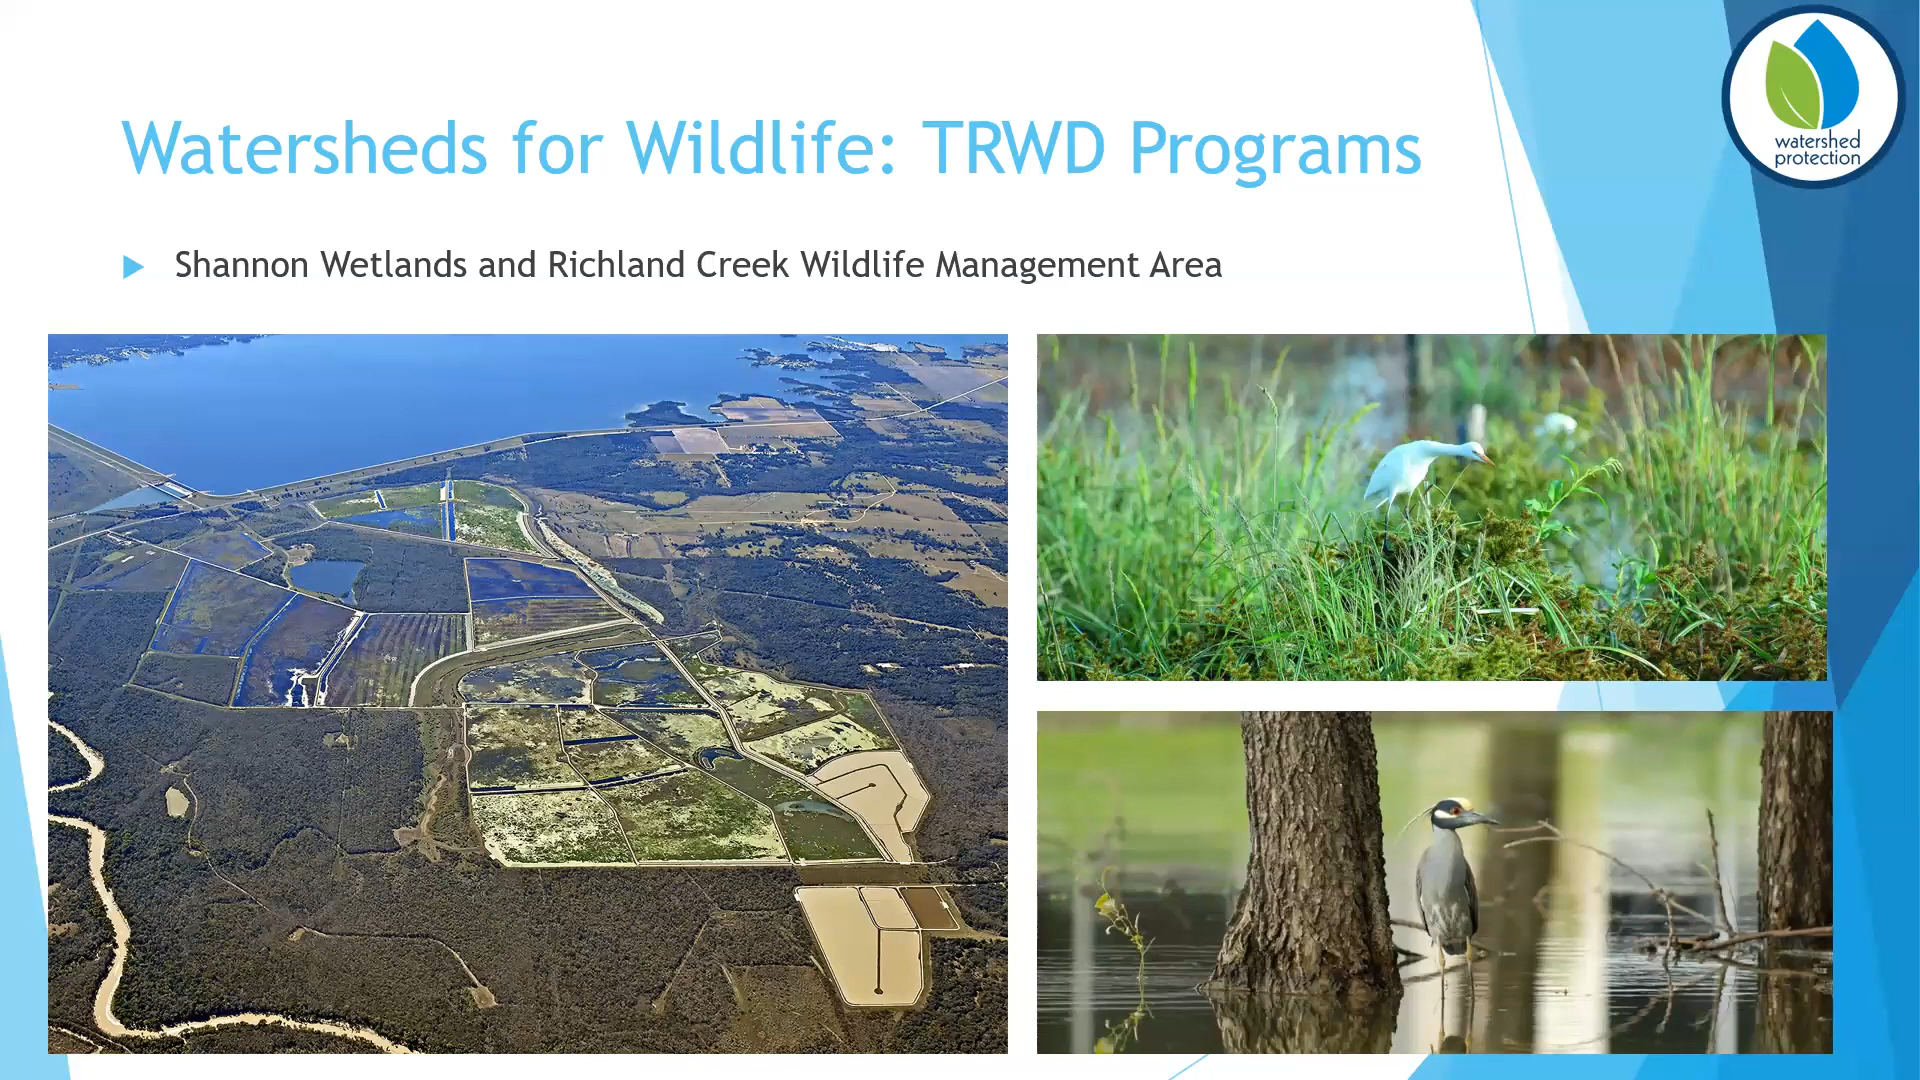 Watersheds for Wildlife: TRWD Programs
Shannon Wetlands and Richland Creek Wildlife Management Area
watershed
protection